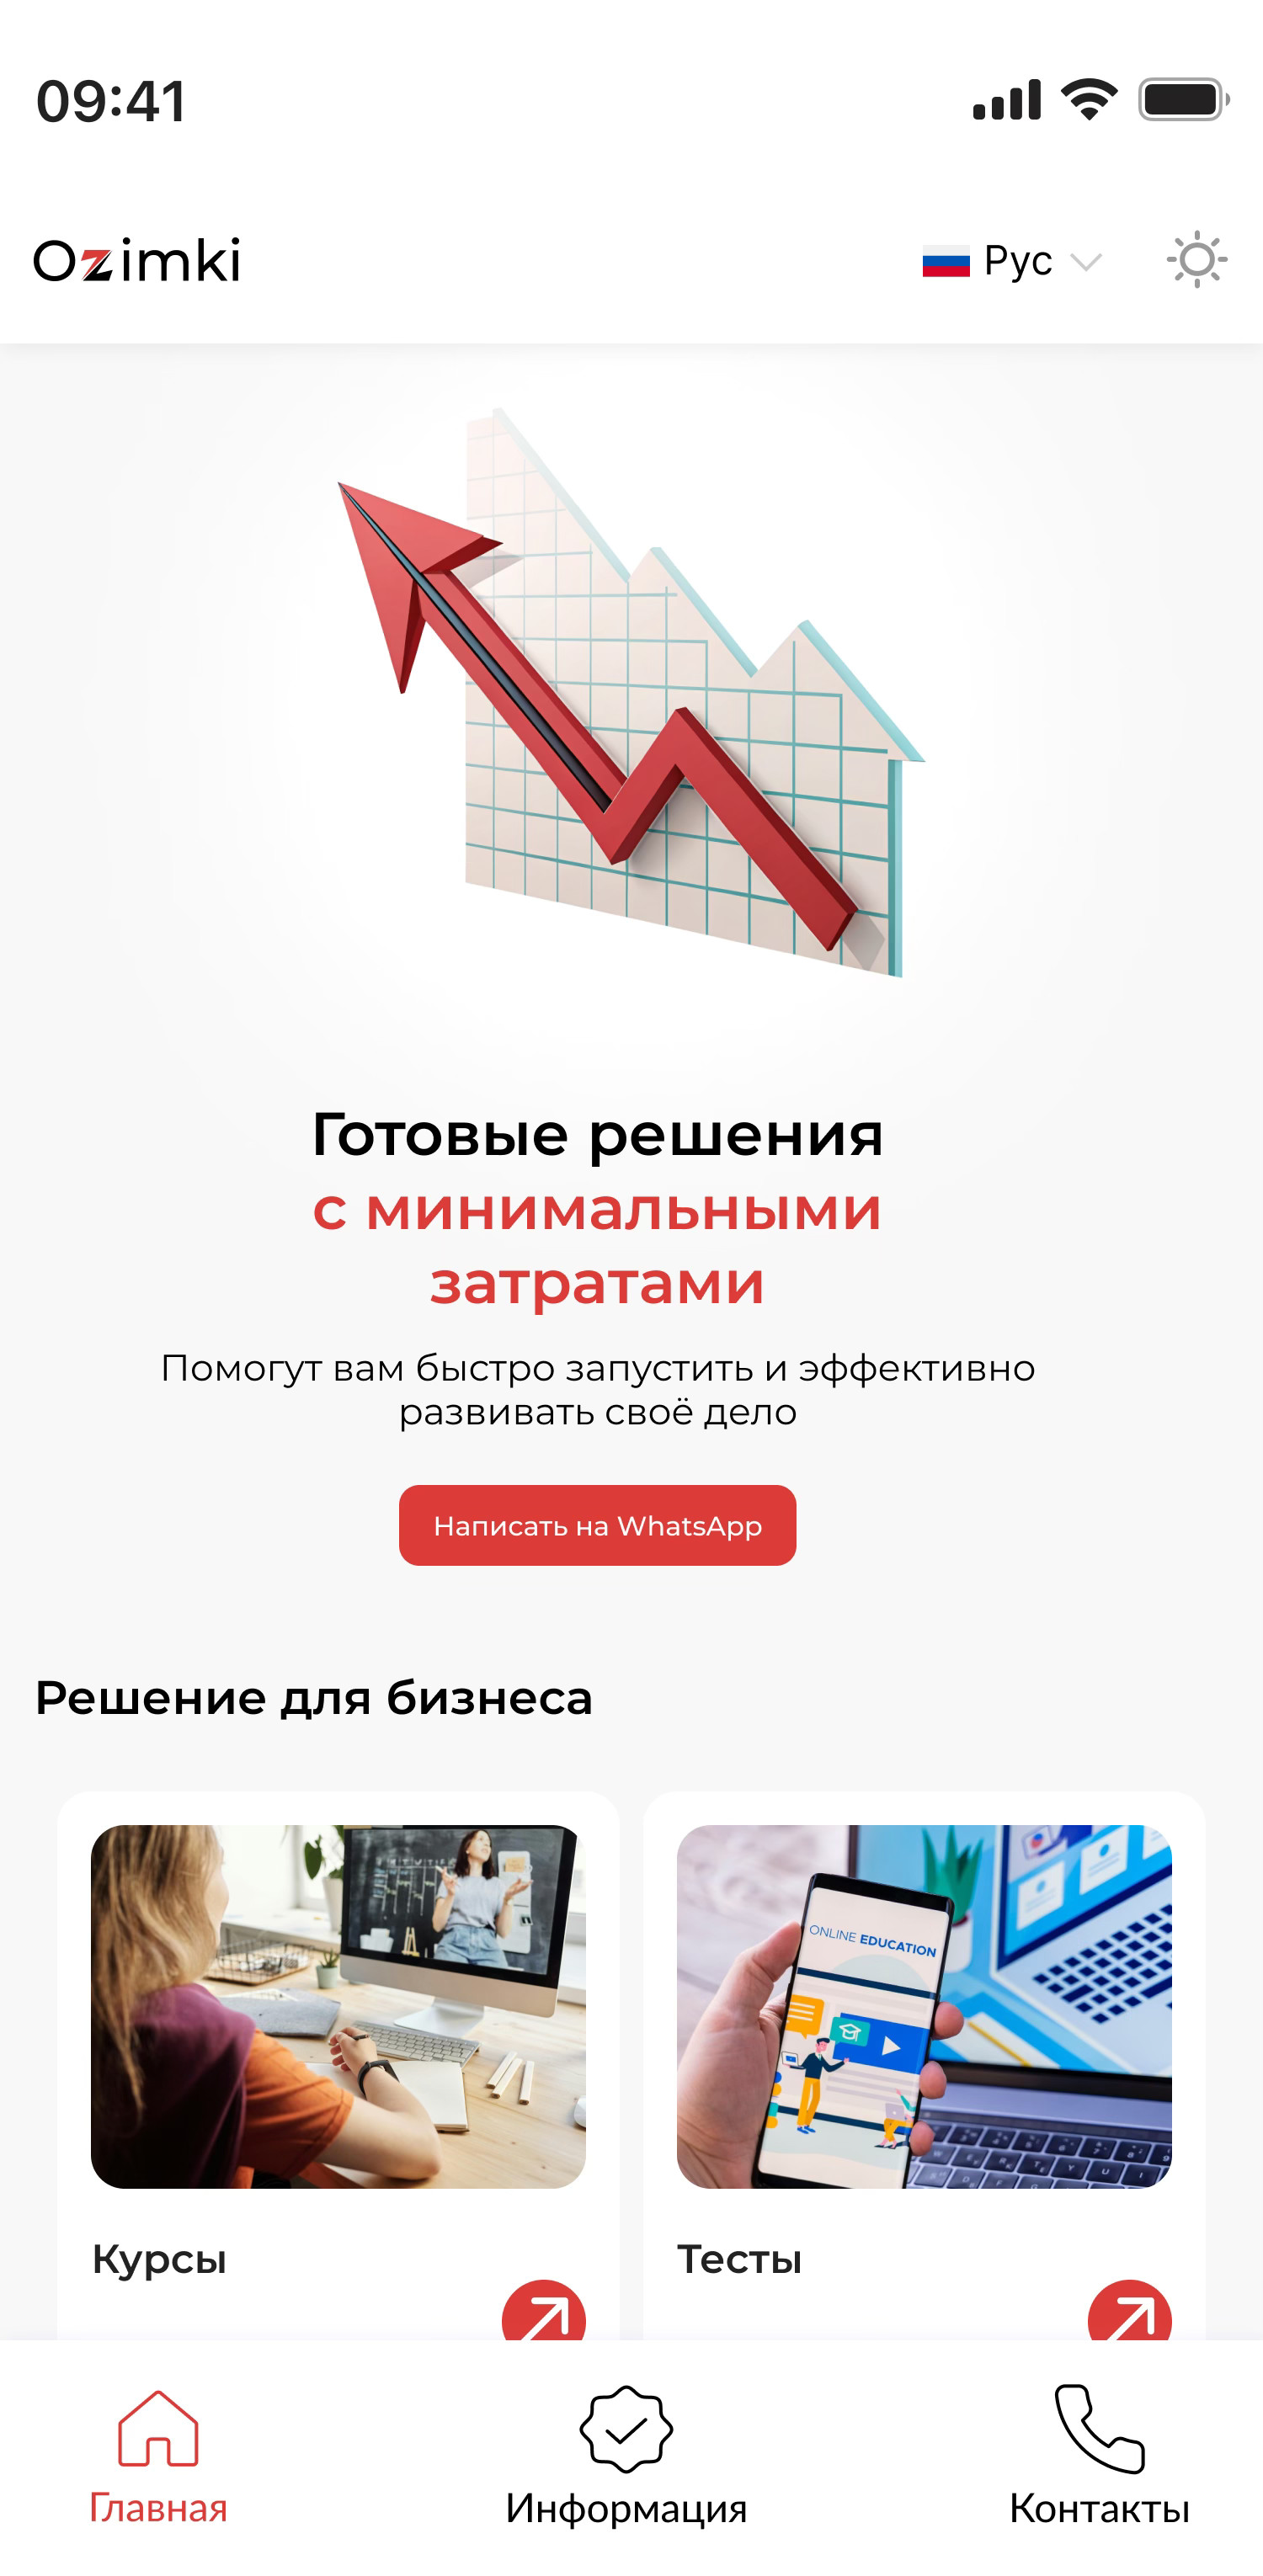 09:41
Ozimki
Рус
Готовые решения
с минимальными
затратами
Помогут вам быстро запустить и эффективно
развивать своё дело
Написать на WhatsApp
Решение для бизнеса
ONLINE EDUCATION
Курсы
Тесты
Главная
Информация
Контакты